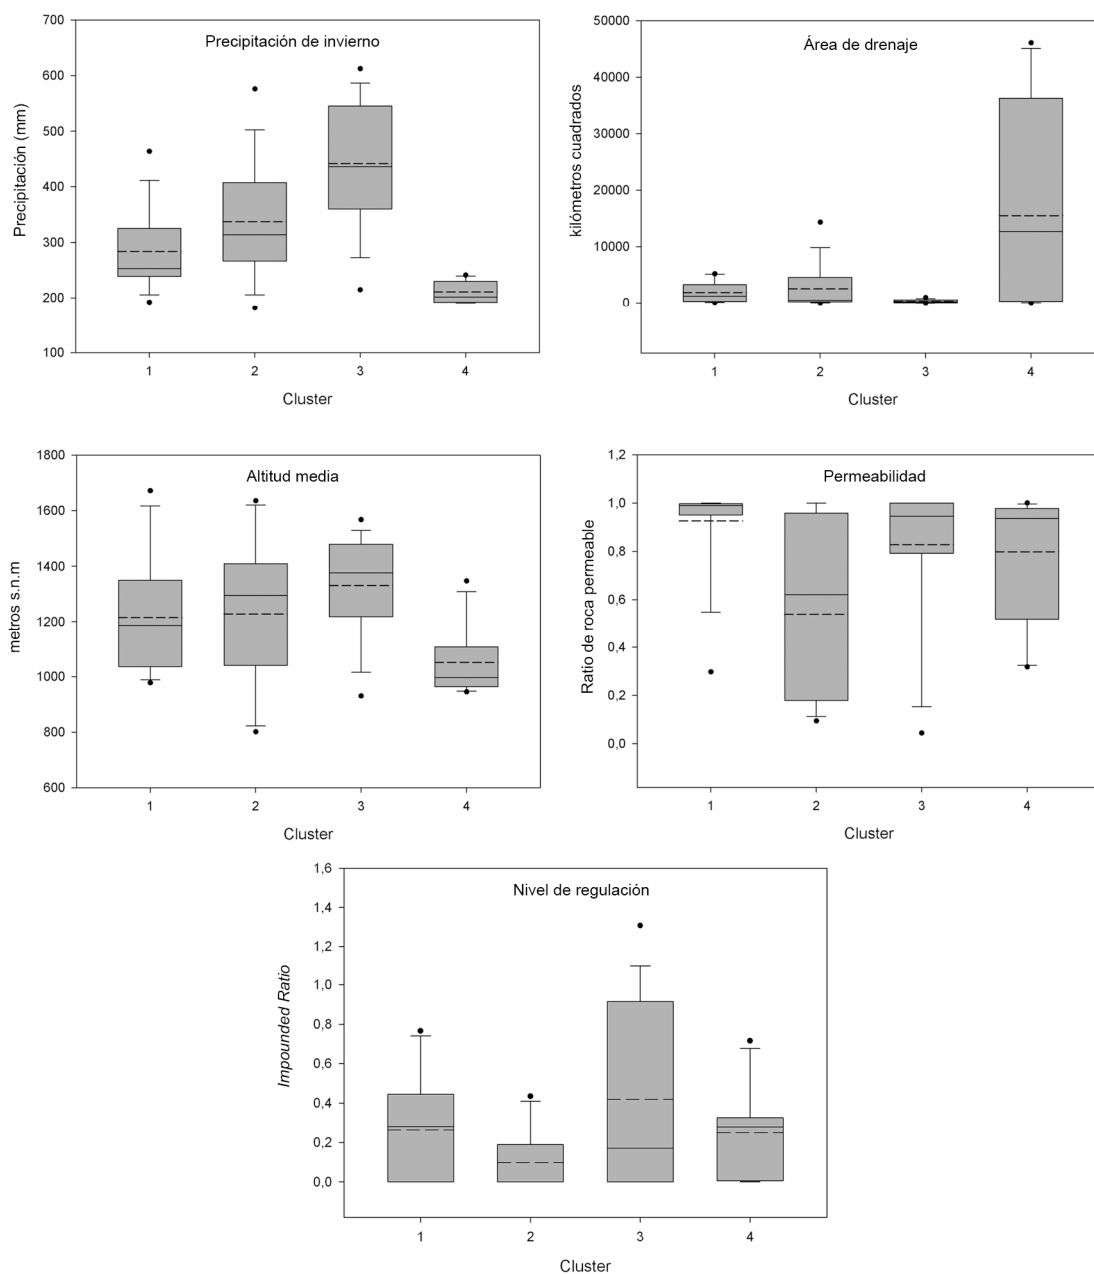 Precipitación de invierno
Precipitación (mm)
700
600
500
400
300
200
100
1 2 3 4
Cluster
Área de drenaje
kilómetros cuadrados
50000
40000
30000
20000
10000
0
1 2 3 4
Cluster
Altitud media
metros s.n.m
1800
1600
1400
1200
1000
800
600
1 2 3 4
Cluster
Permeabilidad
Ratio de roca permeable
1,2
1,0
0,8
0,6
0,4
0,2
0,0
1 2 3 4
Cluster
Nivel de regulación
Impounded Ratio
1,6
1,4
1,2
1,0
0,8
0,6
0,4
0,2
0,0
1 2 3 4
Cluster